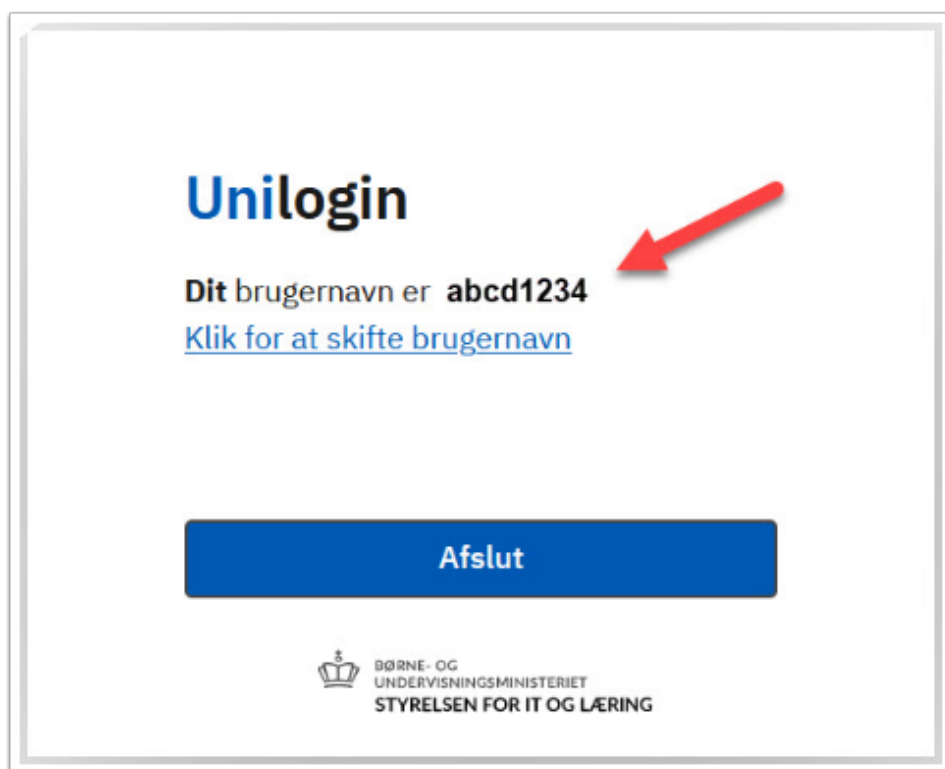 Unilogin
Dit brugernavn er abcd1234
Klik for at skifte brugernavn
Afslut
BØRNE- OG
UNDERVISNINGSMINISTERIET
STYRELSEN FOR IT OG LÆRING